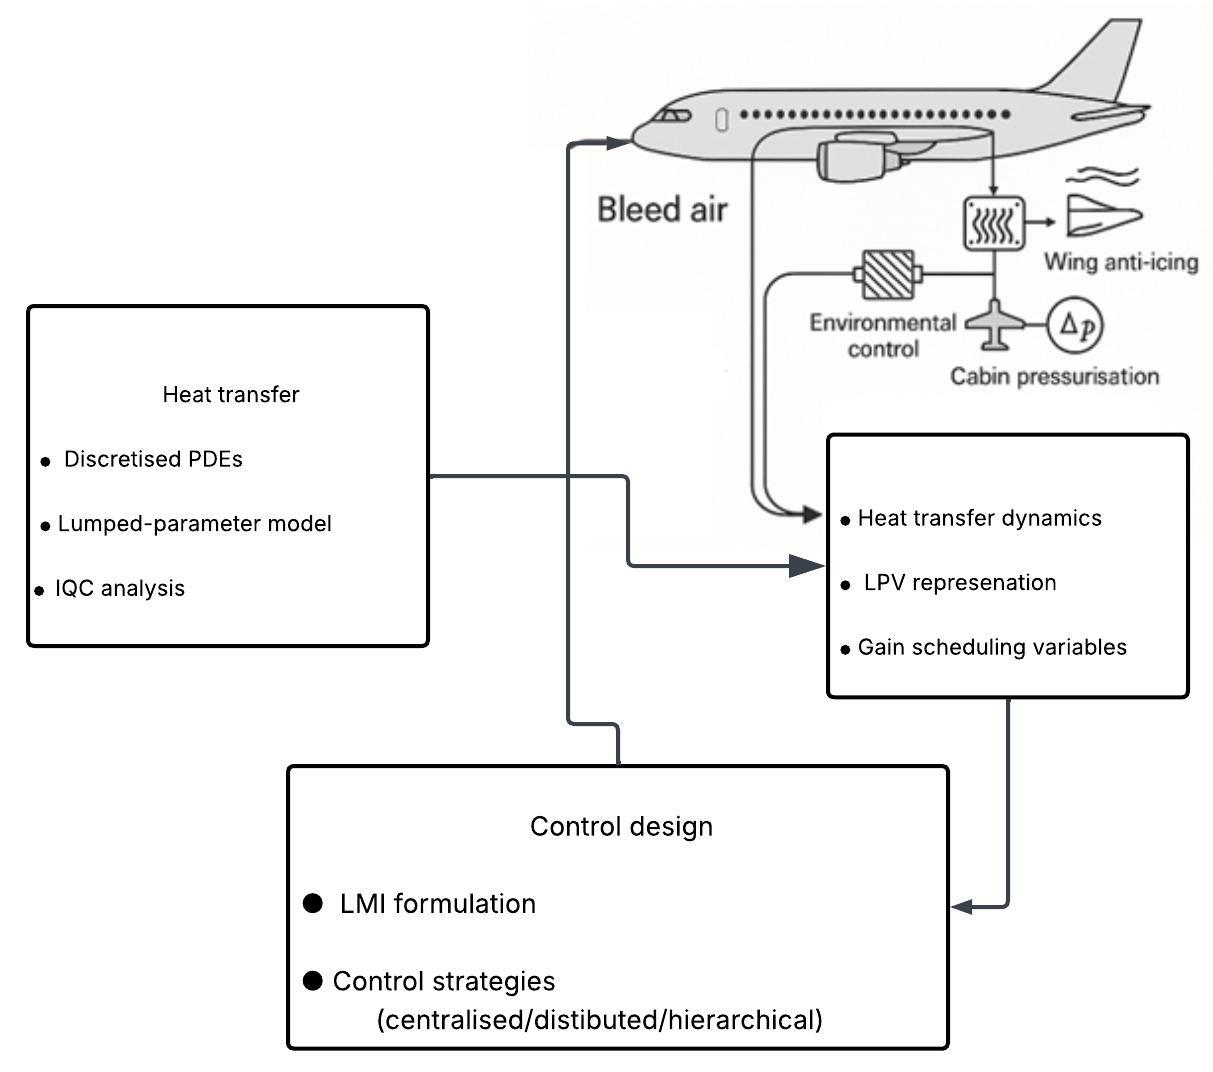 Bleed air
Wing anti-icing
Environmental
control
Δp
Cabin pressurisation
Heat transfer
● Discretised PDEs
● Lumped-parameter model
● IQC analysis
● Heat transfer dynamics
● LPV represenation
● Gain scheduling variables
Control design
● LMI formulation
● Control strategies
(centralised/distibuted/hierarchical)